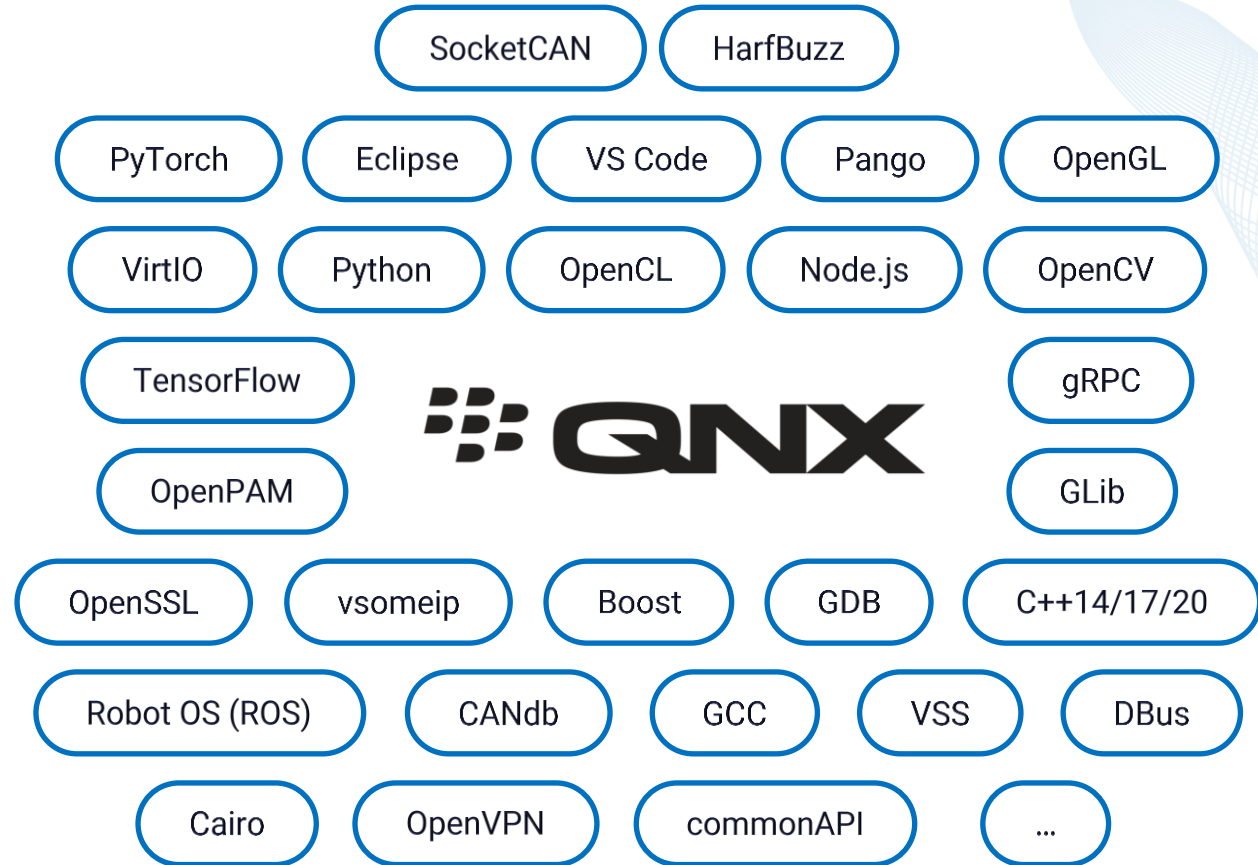 SocketCAN HarfBuzz
PyTorch Eclipse VS Code Pango OpenGL
VirtIO Python OpenCL Node.js OpenCV
TensorFlow QNX gRPC
OpenPAM GLib
OpenSSL vsomeip Boost GDB C++14/17/20
Robot OS (ROS) CANdb GCC VSS DBus
Cairo OpenVPN commonAPI ...